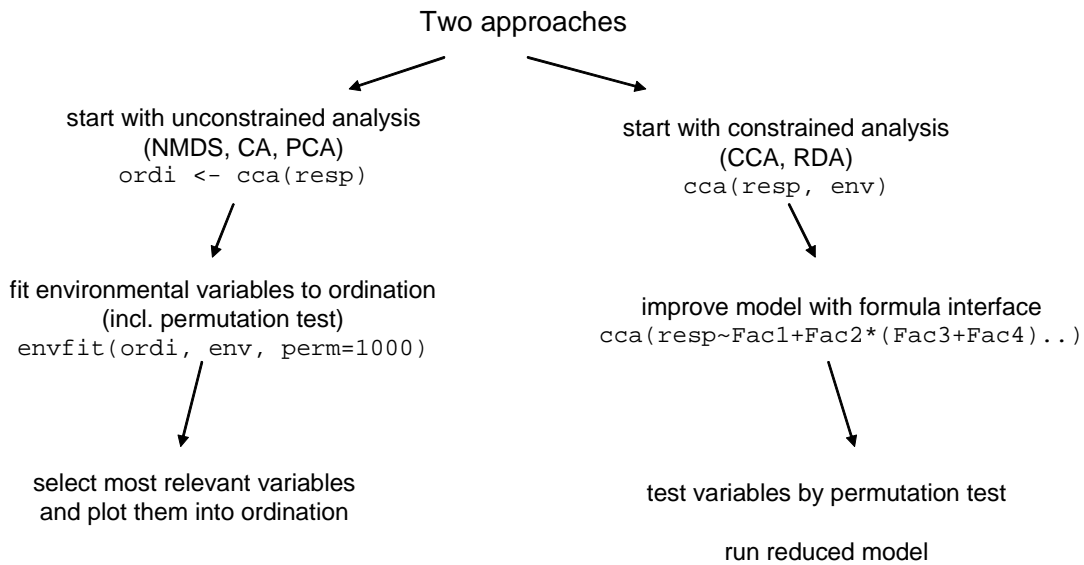 Two approaches
start with unconstrained analysis
(NMDS, CA, PCA)
ordi <- cca(resp)
fit environmental variables to ordination
(incl. permutation test)
envfit(ordi, env, perm=1000)
select most relevant variables
and plot them into ordination
start with constrained analysis
(CCA, RDA)
cca(resp, env)
improve model with formula interface
cca(resp~Fac1+Fac2*(Fac3+Fac4)..)
test variables by permutation test
run reduced model